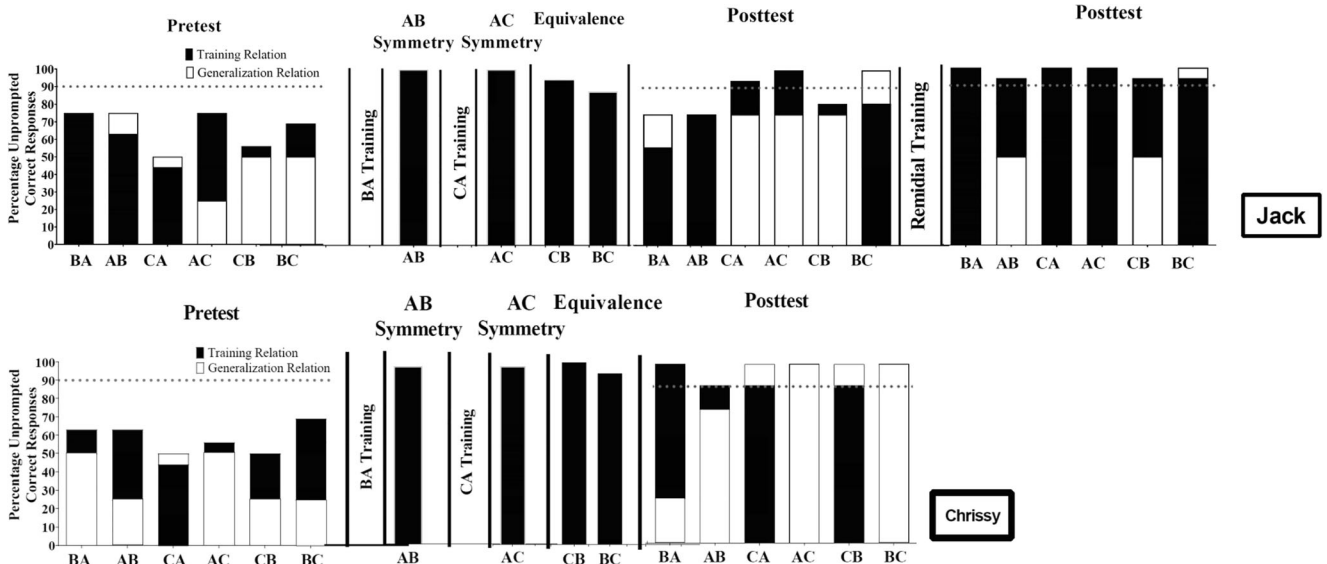 Pretest
AB
Symmetry
AC
Symmetry
Equivalence
Posttest
Posttest
Training Relation
Generalization Relation
Percentage Unprompted
Correct Responses
100
90
80
70
60
50
40
30
20
10
0
BA Training
CA Training
Remidial Training
BA AB CA AC CB BC
AB
AC
CB BC
BA AB CA AC CB BC
BA AB CA AC CB BC
Jack
Pretest
AB
Symmetry
AC
Symmetry
Equivalence
Posttest
Training Relation
Generalization Relation
Percentage Unprompted
Correct Responses
100
90
80
70
60
50
40
30
20
10
0
BA Training
CA Training
BA AB CA AC CB BC
AB
AC
CB BC
BA AB CA AC CB BC
Chrissy